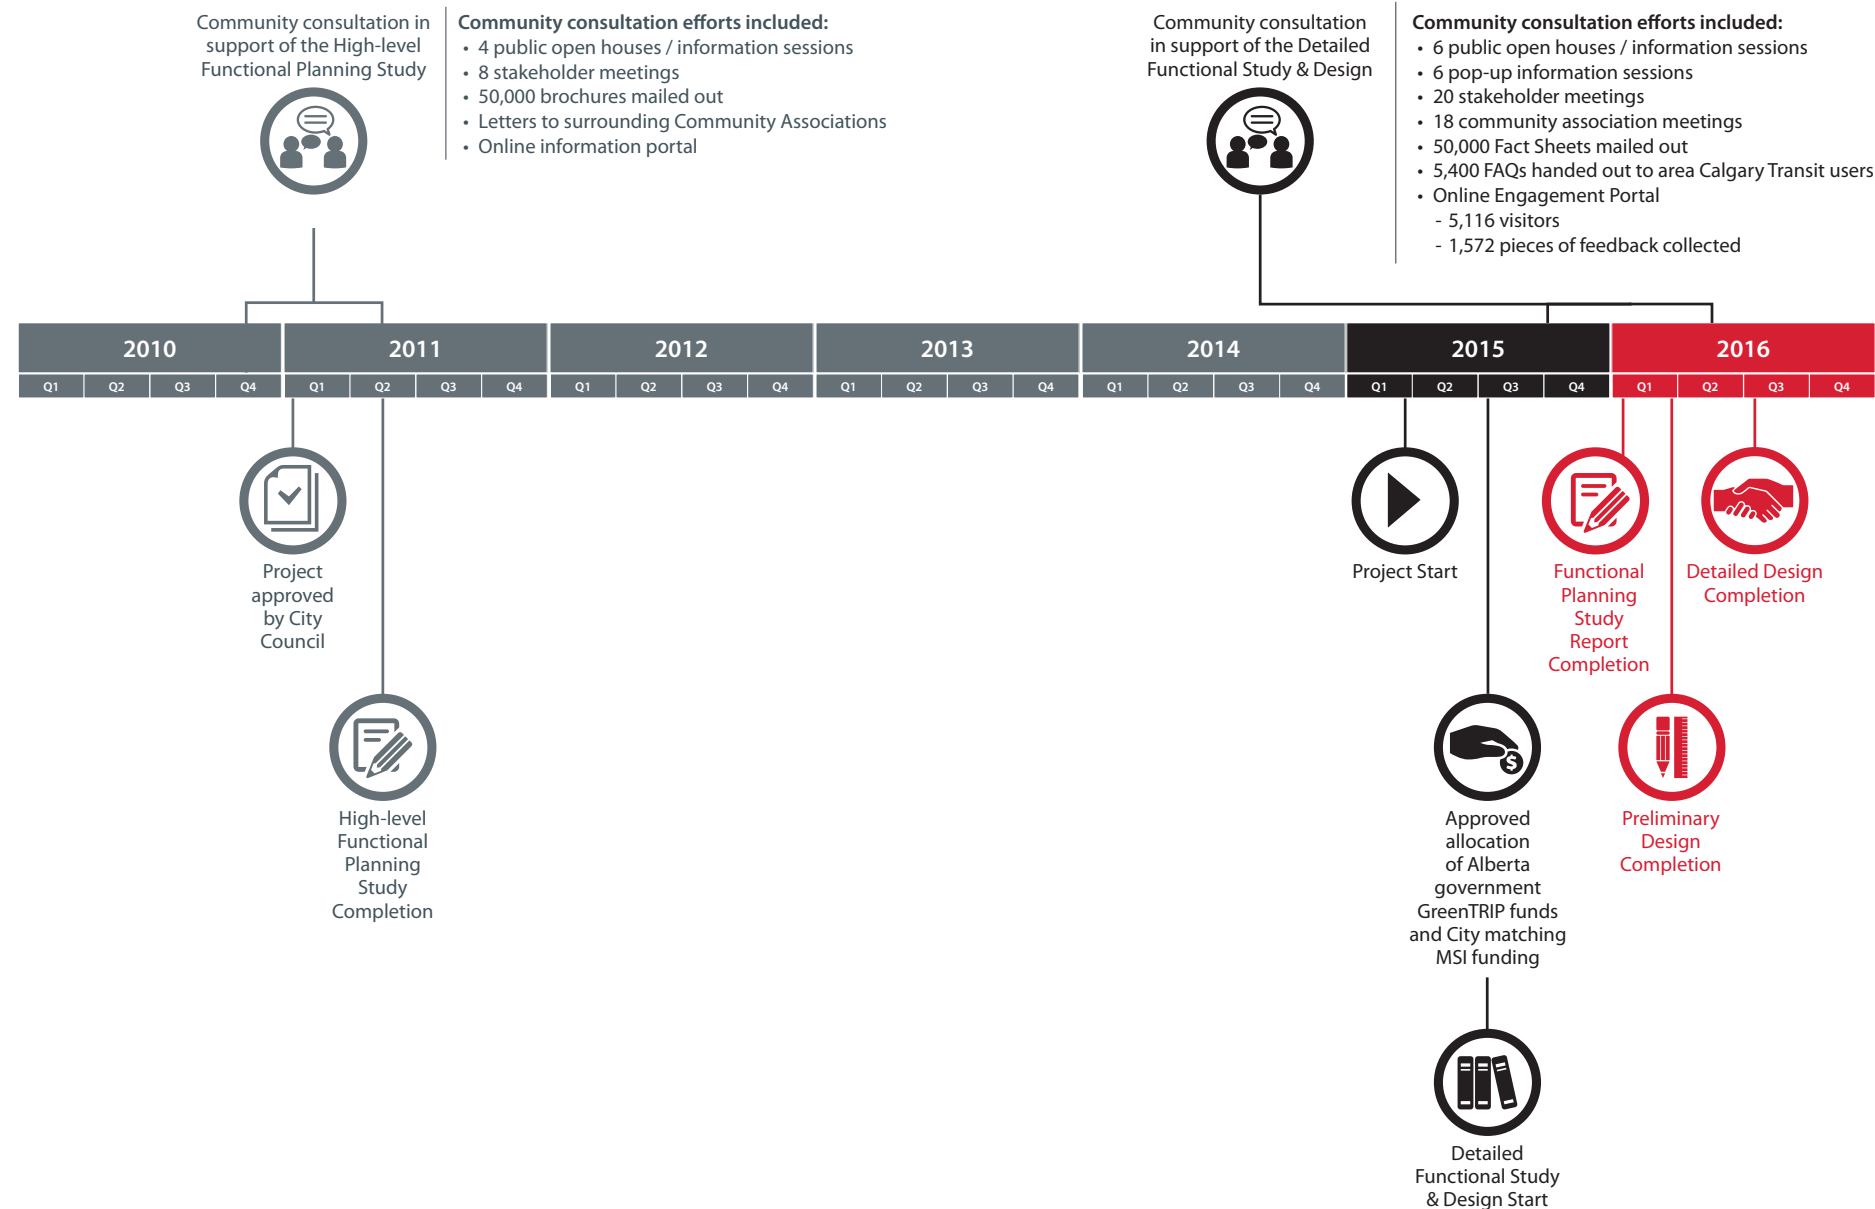 Community consultation in
support of the High-level
Functional Planning Study
Community consultation efforts included:
• 4 public open houses / information sessions
• 8 stakeholder meetings
• 50,000 brochures mailed out
• Letters to surrounding Community Associations
• Online information portal
Community consultation
in support of the Detailed
Functional Study & Design
Community consultation efforts included:
• 6 public open houses / information sessions
• 6 pop-up information sessions
• 20 stakeholder meetings
• 18 community association meetings
• 50,000 Fact Sheets mailed out
• 5,400 FAQs handed out to area Calgary Transit users
• Online Engagement Portal
- 5,116 visitors
- 1,572 pieces of feedback collected
2010 2011 2012 2013 2014 2015 2016
Q1 Q2 Q3 Q4 Q1 Q2 Q3 Q4 Q1 Q2 Q3 Q4 Q1 Q2 Q3 Q4 Q1 Q2 Q3 Q4 Q1 Q2 Q3 Q4 Q1 Q2 Q3 Q4
Project
approved
by City
Council
High-level
Functional
Planning
Study
Completion
Project Start
$
Approved
allocation
of Alberta
government
GreenTRIP funds
and City matching
MSI funding
Detailed
Functional Study
& Design Start
Functional
Planning
Study
Report
Completion
Preliminary
Design
Completion
Detailed Design
Completion